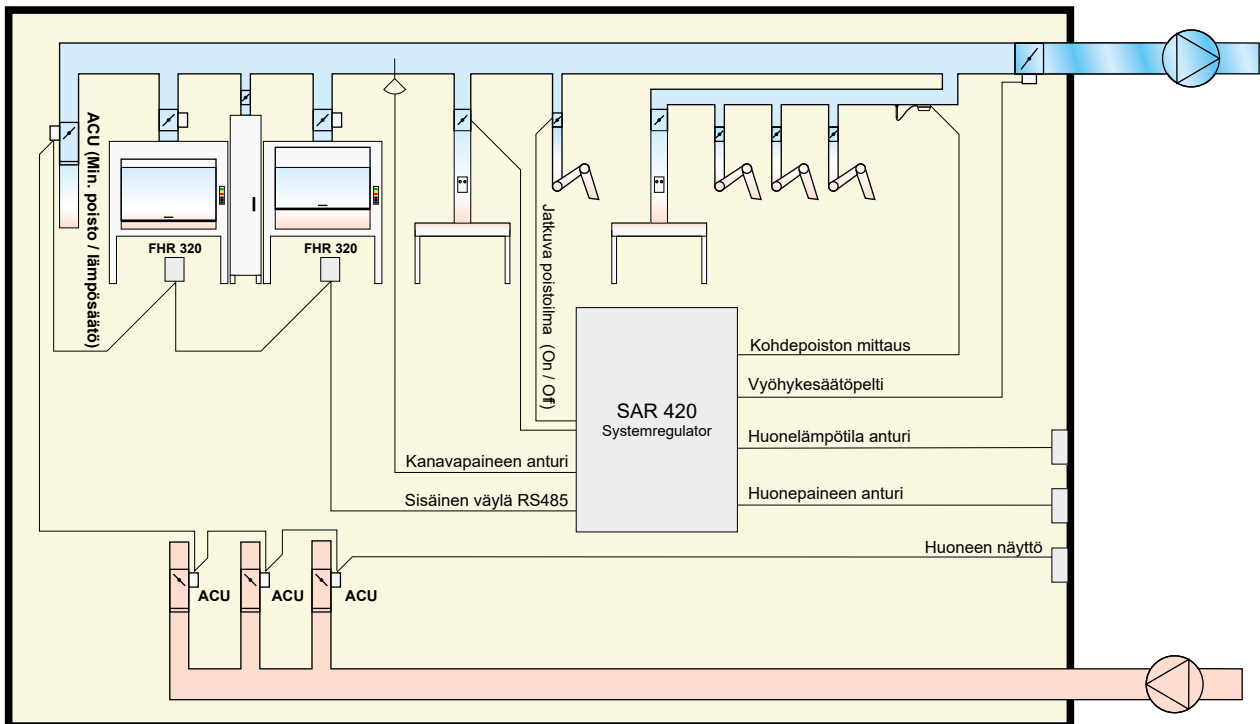 ACU (Min. poisto / lämpösäätö)
FHR 320
FHR 320
Jatkuva poistoilma (On / Off)
SAR 420
Systemregulator
Kohdepoiston mittaus
Vyöhykesäätöpelti
Huonelämpötila anturi
Kanavapaineen anturi
Huonepaineen anturi
Sisäinen väylä RS485
Huoneen näyttö
ACU
ACU
ACU